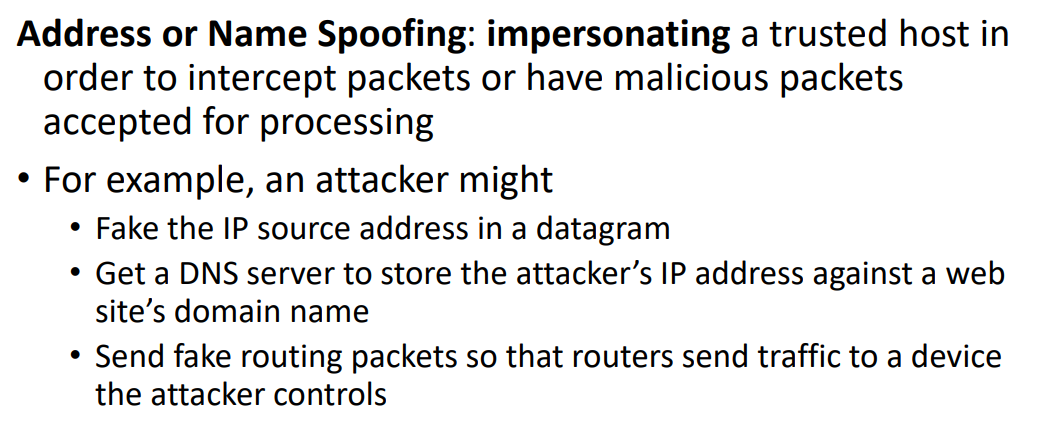 Address or Name Spoofing: impersonating a trusted host in
order to intercept packets or have malicious packets
accepted for processing
• For example, an attacker might
• Fake the IP source address in a datagram
• Get a DNS server to store the attacker’s IP address against a web
site’s domain name
• Send fake routing packets so that routers send traffic to a device
the attacker controls